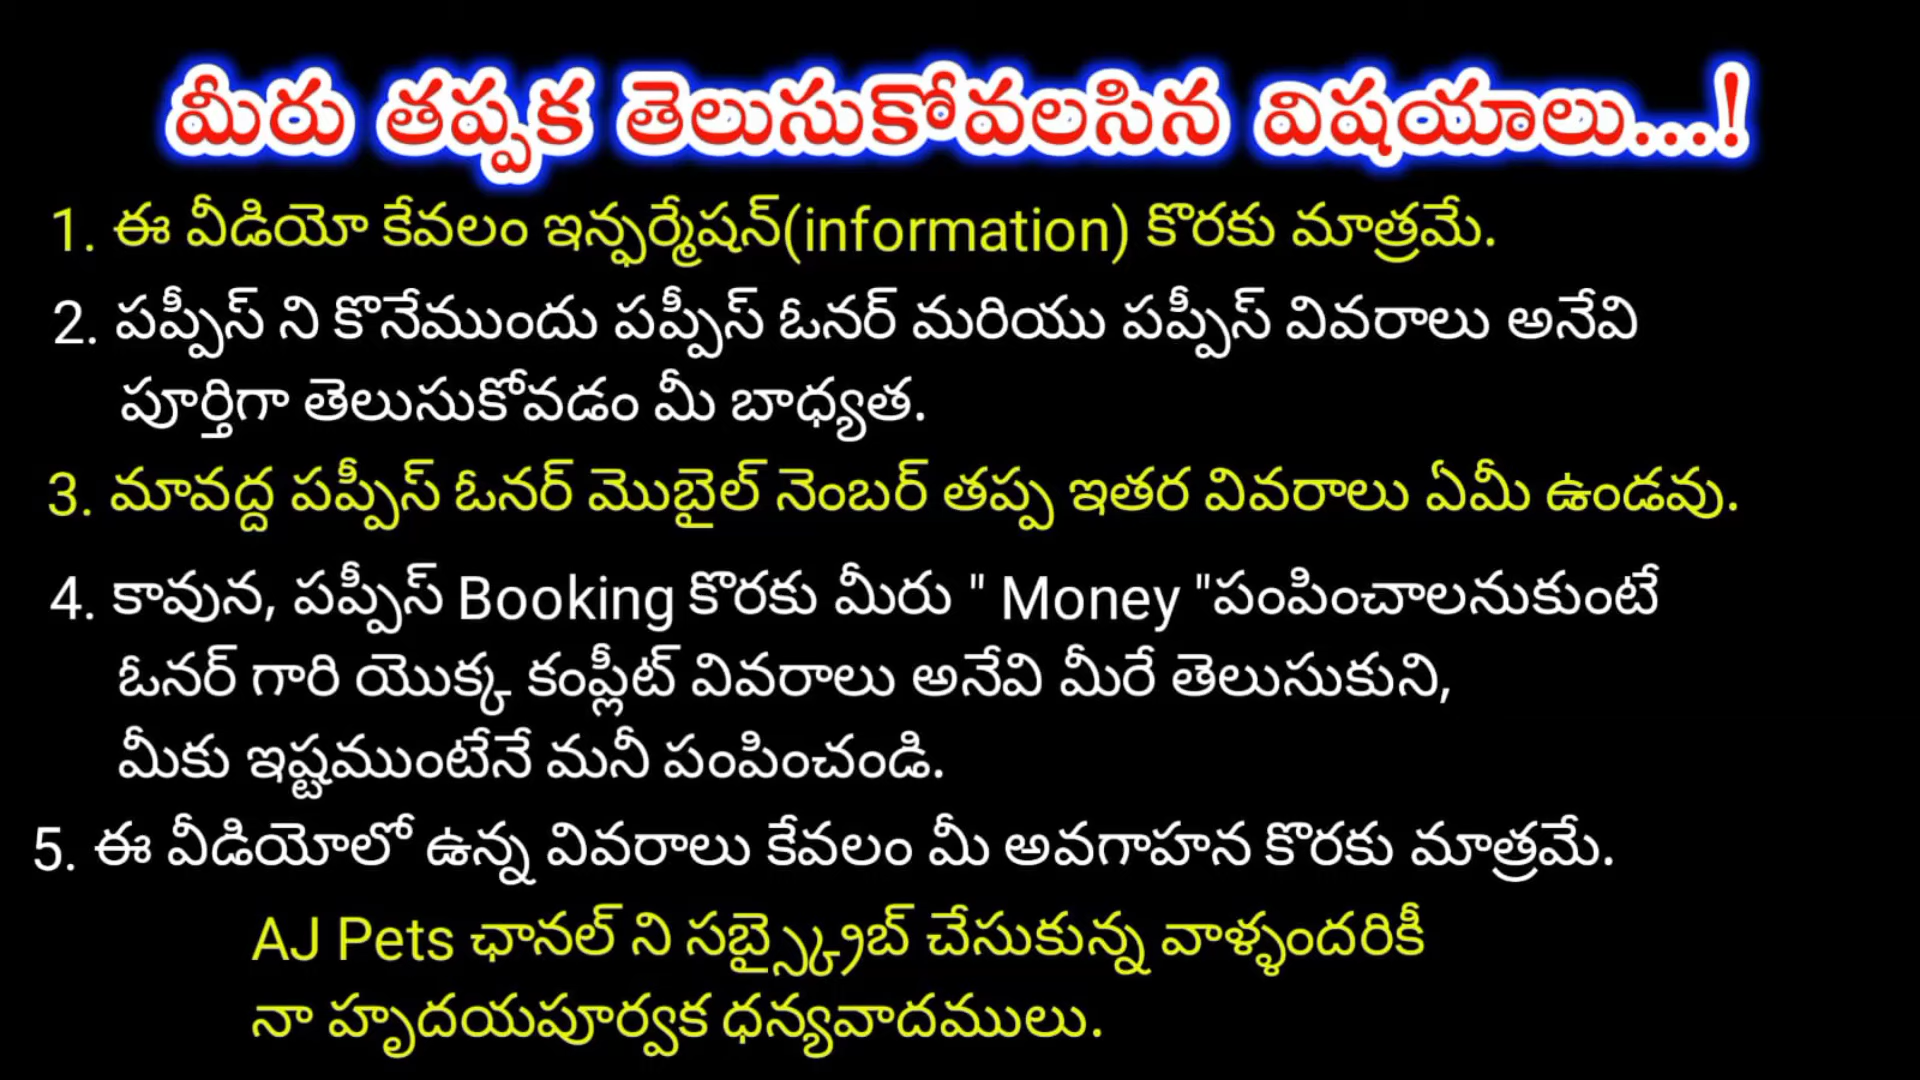 మీరు తప్పక తెలుసుకోవలసిన విషయాలు...!
1. ఈ వీడియో కేవలం ఇన్ఫర్మేషన్(information) కొరకు మాత్రమే.
2. పప్పీస్ ని కొనేముందు పప్పీస్ ఓనర్ మరియు పప్పీస్ వివరాలు అనేవి
పూర్తిగా తెలుసుకోవడం మీ బాధ్యత.
3. మావద్ద పప్పీస్ ఓనర్ మొబైల్ నెంబర్ తప్ప ఇతర వివరాలు ఏమీ ఉండవు.
4. కావున, పప్పీస్ Booking కొరకు మీరు " Money "పంపించాలనుకుంటే
ఓనర్ గారి యొక్క కంప్లీట్ వివరాలు అనేవి మీరే తెలుసుకుని,
మీకు ఇష్టముంటేనే మనీ పంపించండి.
5. ఈ వీడియోలో ఉన్న వివరాలు కేవలం మీ అవగాహన కొరకు మాత్రమే.
AJ Pets ఛానల్ ని సబ్స్క్రైబ్ చేసుకున్న వాళ్ళందరికీ
నా హృదయపూర్వక ధన్యవాదములు.